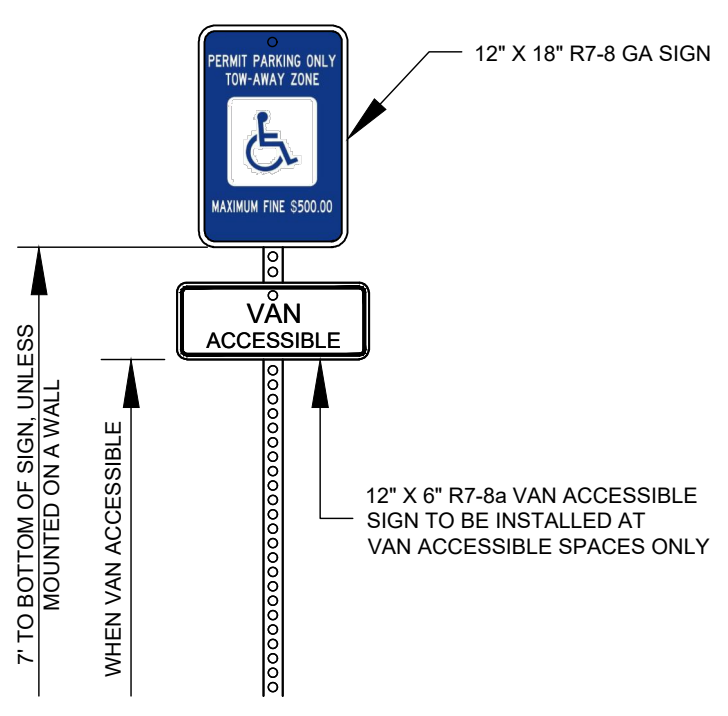 PERMIT PARKING ONLY
TOW-AWAY ZONE
MAXIMUM FINE $500.00
12" X 18" R7-8 GA SIGN
VAN
ACCESSIBLE
7' TO BOTTOM OF SIGN, UNLESS
MOUNTED ON A WALL
WHEN VAN ACCESSIBLE
12" X 6" R7-8a VAN ACCESSIBLE
SIGN TO BE INSTALLED AT
VAN ACCESSIBLE SPACES ONLY